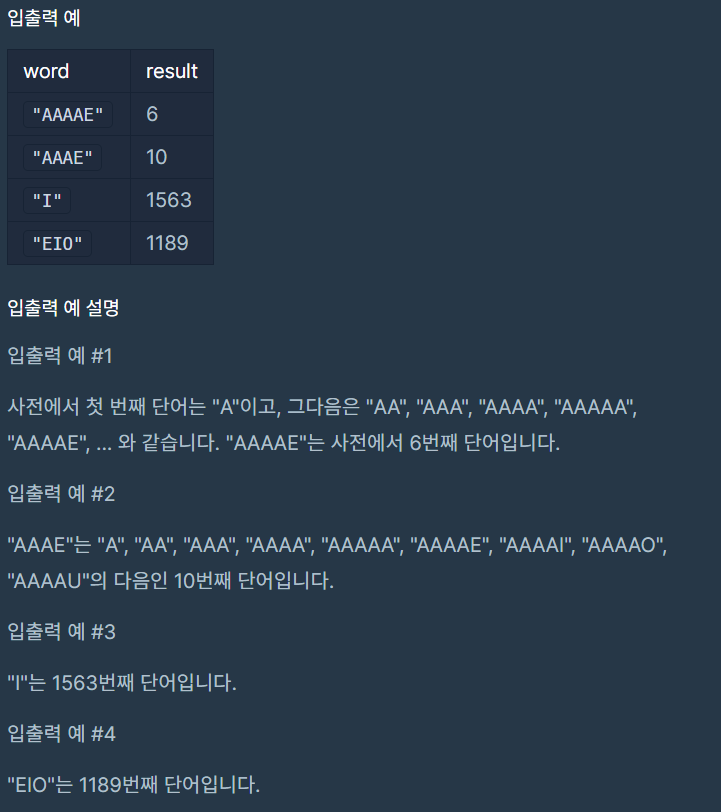 입출력 예
word result
"AAAAE" 6
"AAAE" 10
"I" 1563
"EIO" 1189
입출력 예 설명
입출력 예 #1
사전에서 첫 번째 단어는 "A"이고, 그다음은 "AA", "AAA", "AAAA", "AAAAA",
"AAAAE", ... 와 같습니다. "AAAAE"는 사전에서 6번째 단어입니다.
입출력 예 #2
"AAAE"는 "A", "AA", "AAA", "AAAA", "AAAAA", "AAAAE", "AAAAI", "AAAAO",
"AAAAU"의 다음인 10번째 단어입니다.
입출력 예 #3
"I"는 1563번째 단어입니다.
입출력 예 #4
"EIO"는 1189번째 단어입니다.